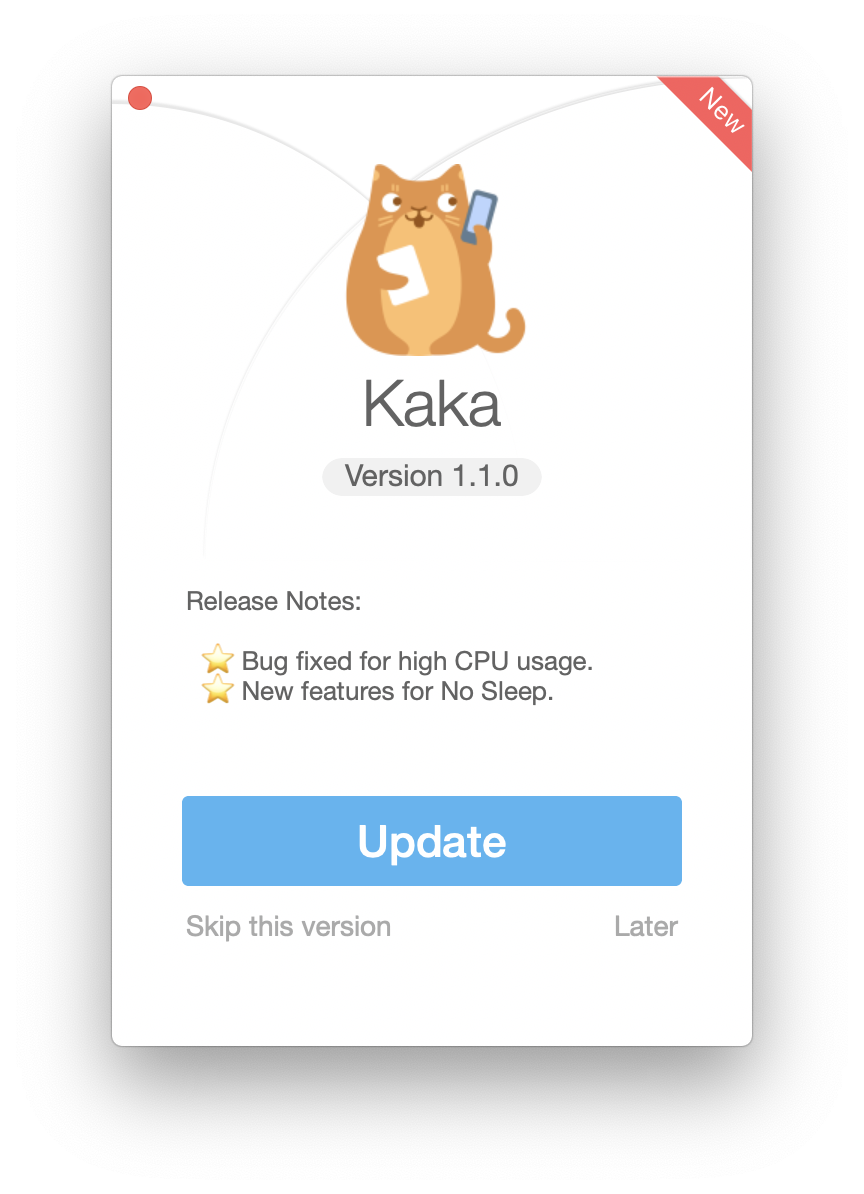 New
Kaka
Version 1.1.0
Release Notes:
⭐ Bug fixed for high CPU usage.
⭐ New features for No Sleep.
Update
Skip this version
Later